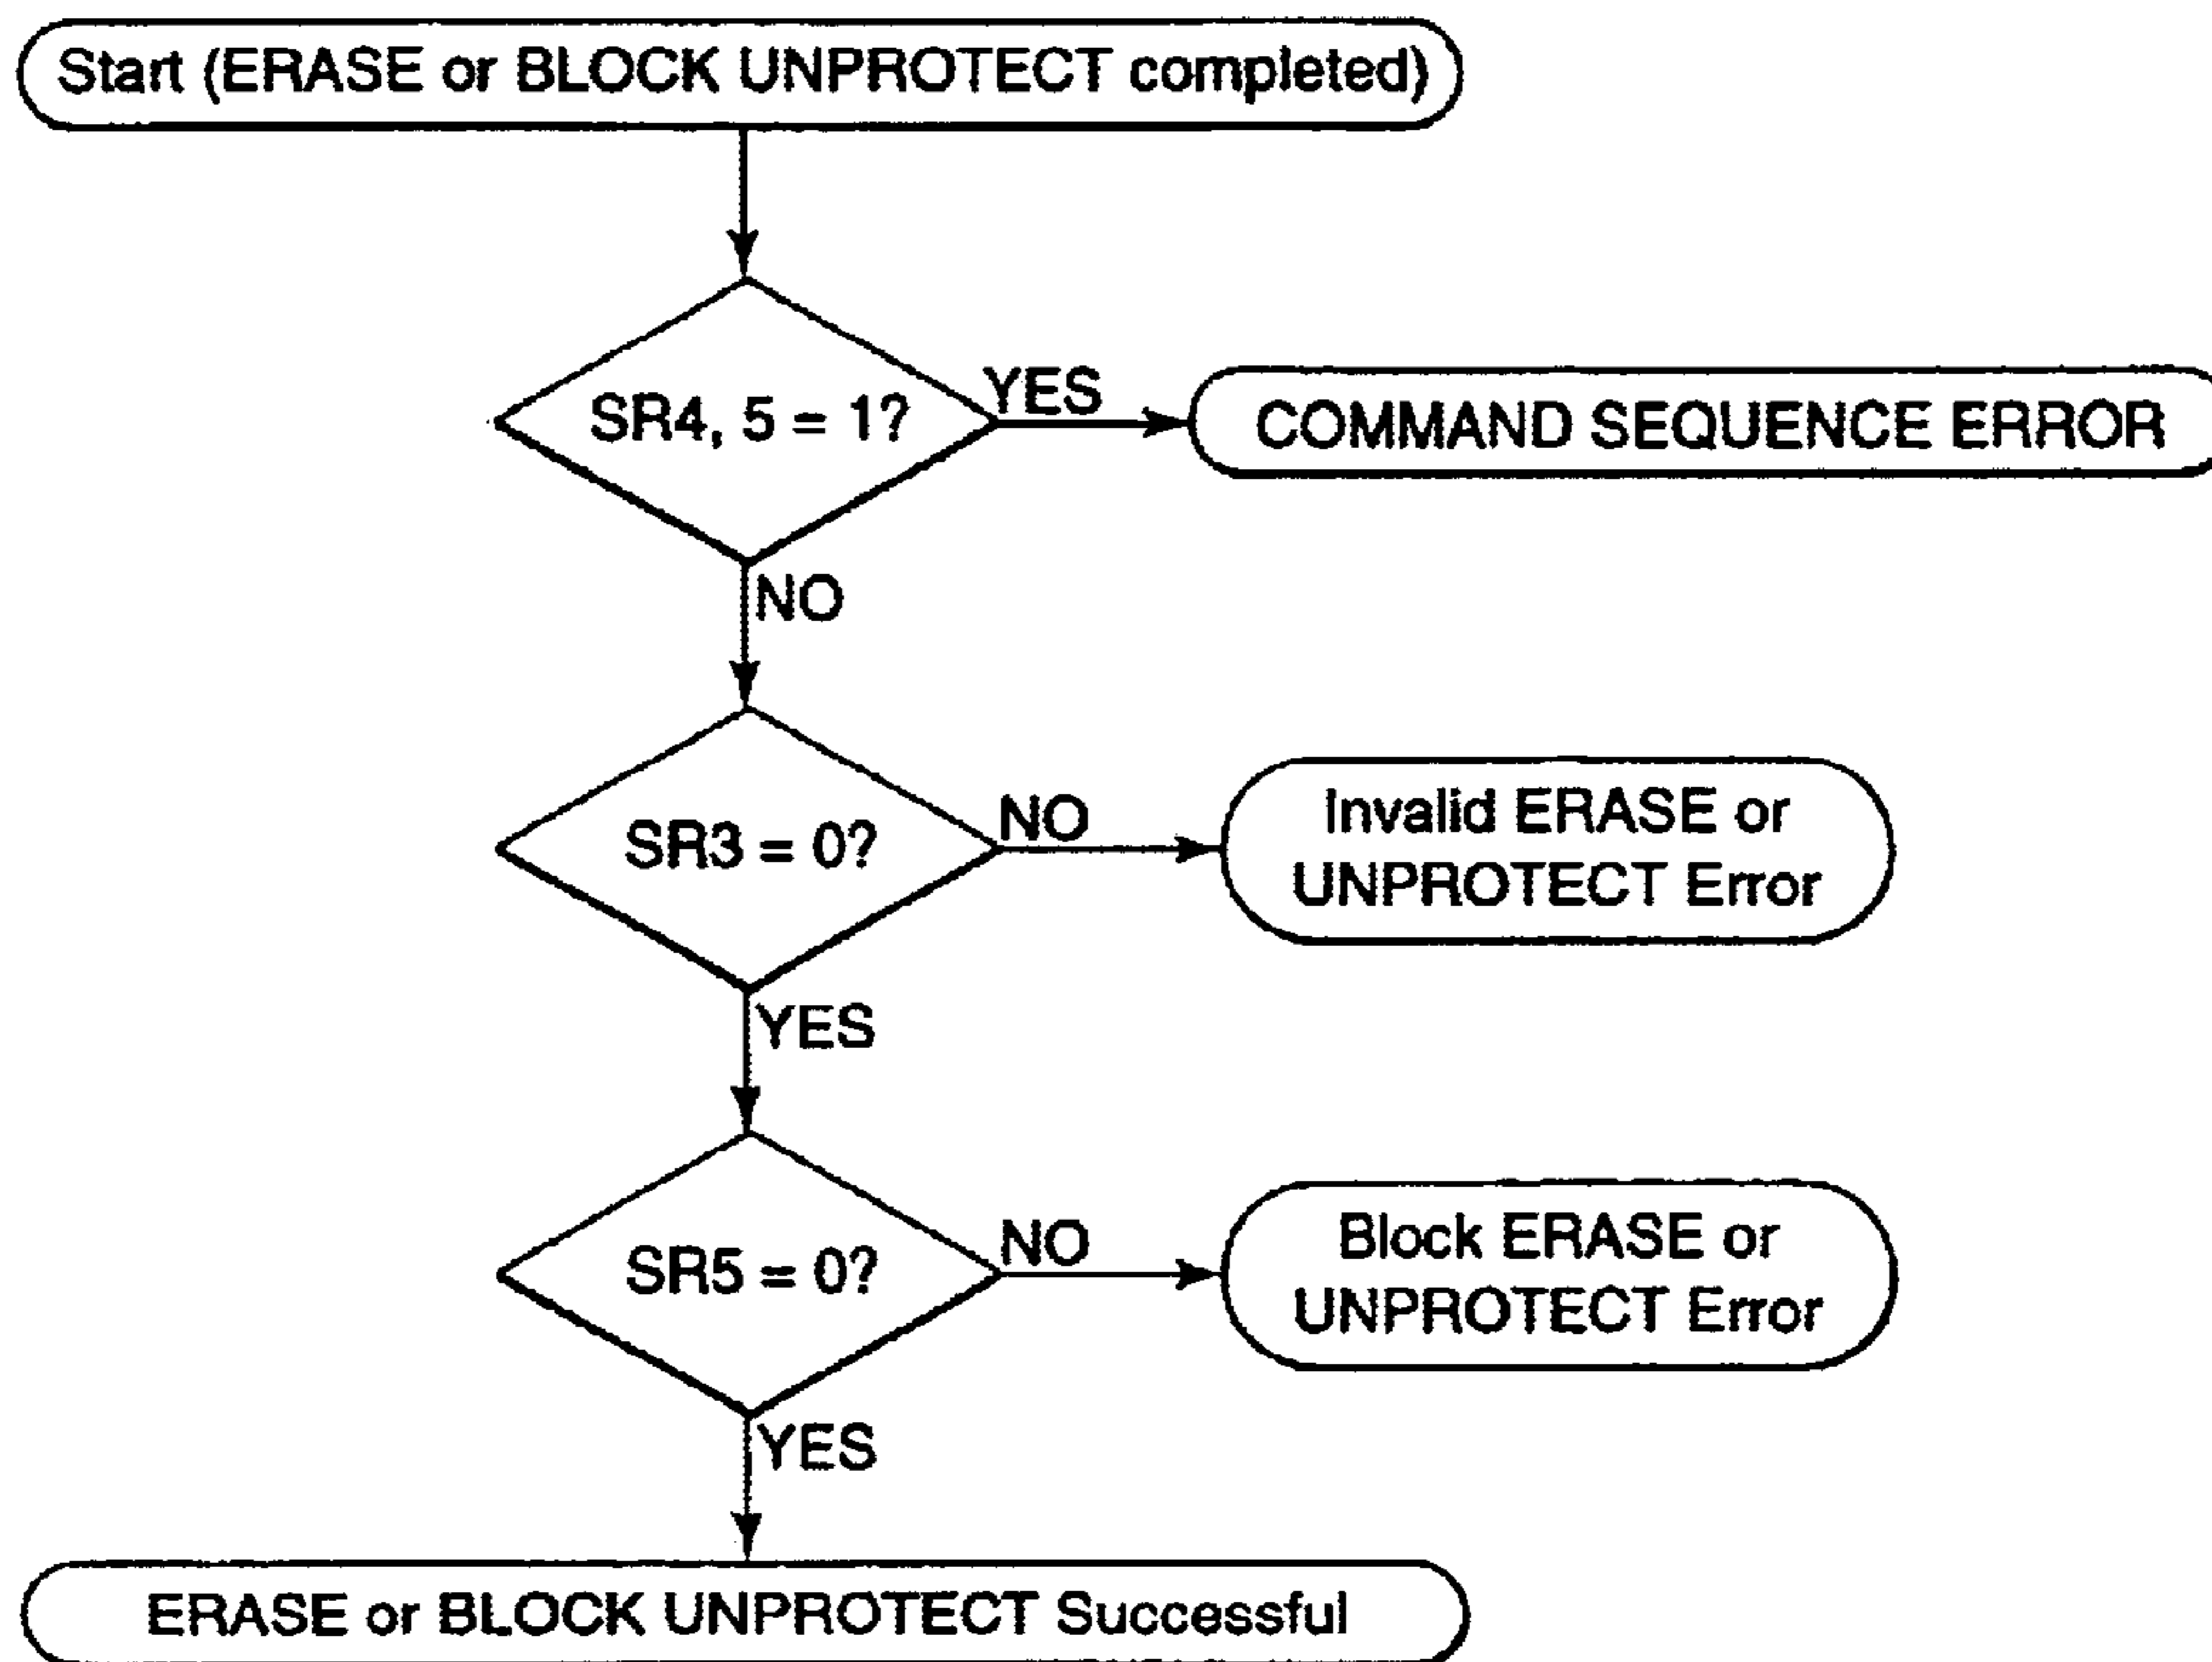 Start (ERASE or BLOCK UNPROTECT completed)
SR4, 5 = 1?
YES
COMMAND SEQUENCE ERROR
NO
SR3 = 0?
NO
Invalid ERASE or
UNPROTECT Error
YES
SR5 = 0?
NO
Block ERASE or
UNPROTECT Error
YES
ERASE or BLOCK UNPROTECT Successful